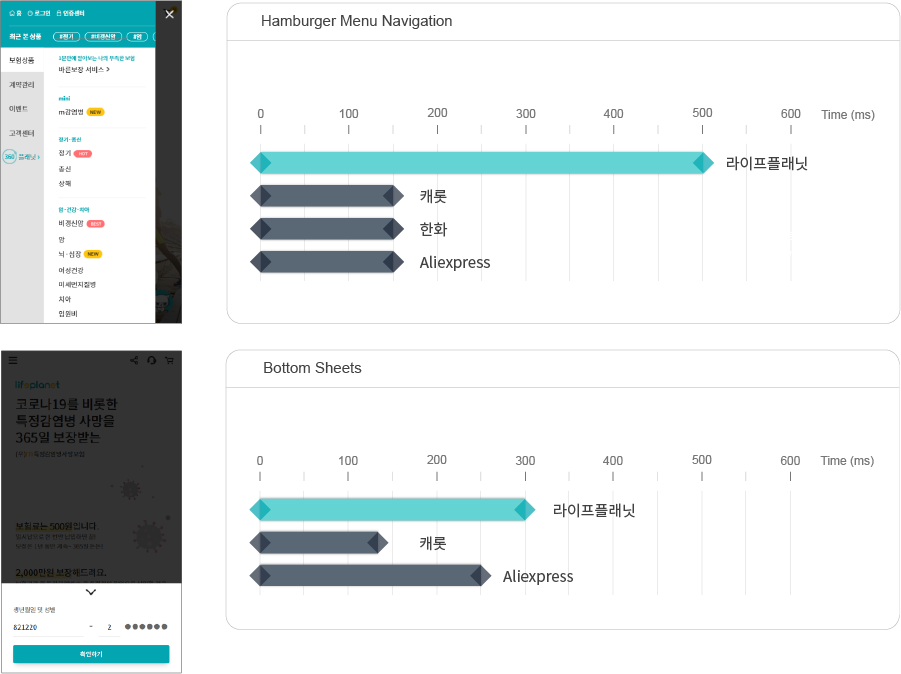 홈 로그인 인증센터
최근 본 상품 #정기 #비갱신암 #암
보험상품
계약관리
이벤트
고객센터
360 플래닛 >
1분만에 알아보는 나의 부족한 보험
바른보장 서비스 >
mini
m감염병 NEW
정기·종신
정기 HOT
종신
상해
암·건강·치아
비갱신암 BEST
암
뇌·심장 NEW
여성건강
미세먼지질병
치아
입원비
Hamburger Menu Navigation
0 100 200 300 400 500 600 Time (ms)
라이프플래닛
캐롯
한화
Aliexpress
lifeplanet
코로나19를 비롯한
특정감염병 사망을
365일 보장받는
보험료는 500원입니다.
2,000만원 보장해드려요.
생년월일 및 성별
821220 - 2 ●●●●●●
확인하기
Bottom Sheets
0 100 200 300 400 500 600 Time (ms)
라이프플래닛
캐롯
Aliexpress